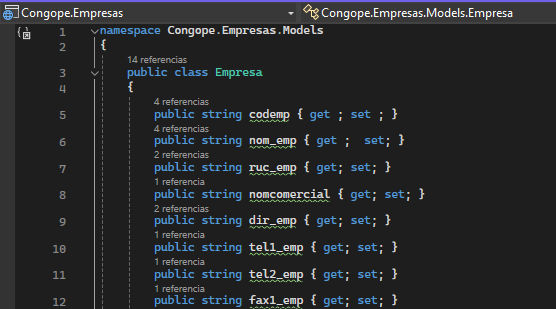 Congope.Empresas Congope.Empresas.Models.Empresa
1 namespace Congope.Empresas.Models
2 {
14 referencias
3 public class Empresa
4 {
4 referencias
5 public string codemp { get ; set ; }
4 referencias
6 public string nom_emp { get ;  set; }
2 referencias
7 public string ruc_emp { get; set; }
1 referencia
8 public string nomcomercial { get; set; }
2 referencias
9 public string dir_emp { get; set; }
1 referencia
10 public string tel1_emp { get; set; }
1 referencia
11 public string tel2_emp { get; set; }
1 referencia
12 public string fax1_emp { get; set; }